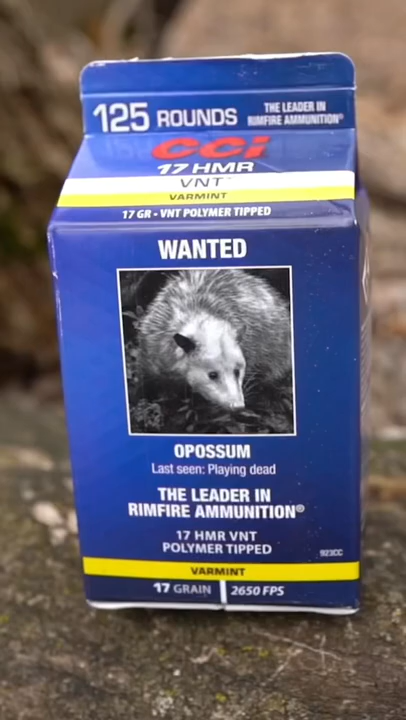 125 ROUNDS
THE LEADER IN
RIMFIRE AMMUNITION®
CCI
17 HMR
VNT™
VARMINT
17 GR - VNT POLYMER TIPPED
WANTED
OPOSSUM
Last seen: Playing dead
THE LEADER IN
RIMFIRE AMMUNITION®
17 HMR VNT
POLYMER TIPPED
923CC
VARMINT
17 GRAIN
2650 FPS